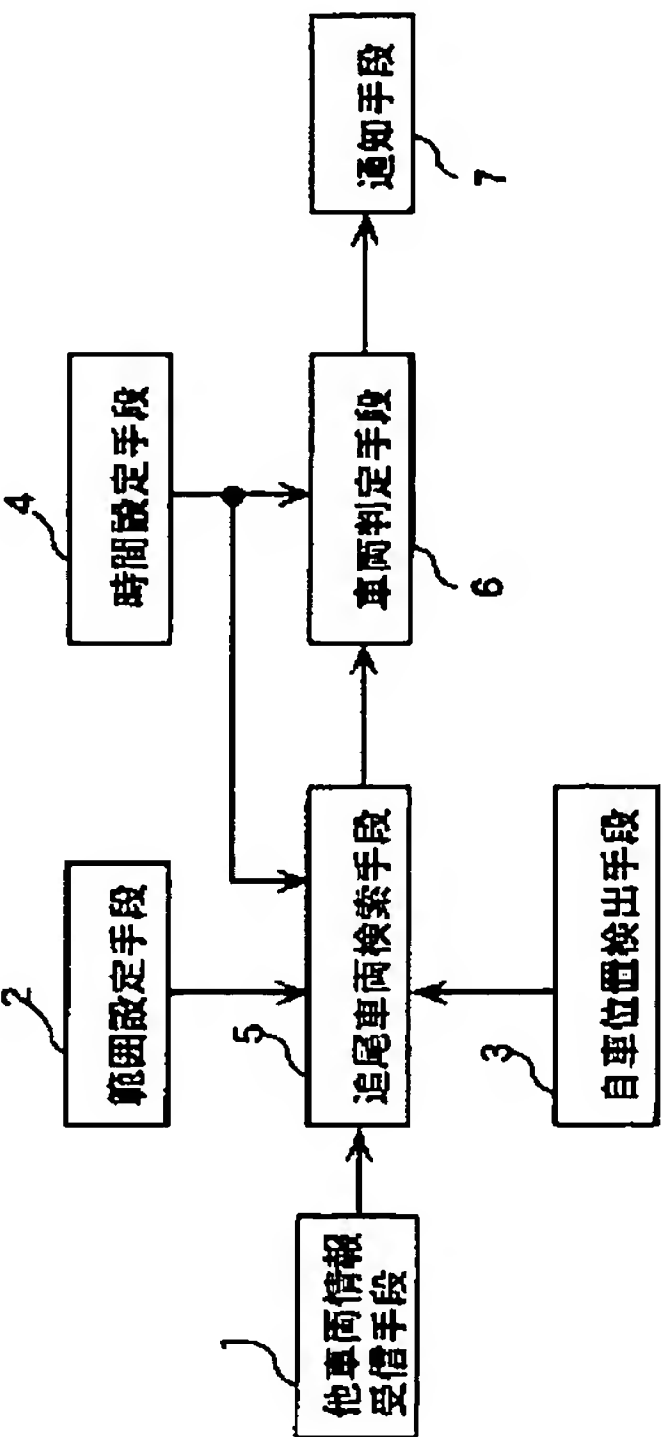 1
他車両情報
受信手段
2
範囲設定手段
3
自車位置検出手段
4
時間設定手段
5
追尾車両検索手段
6
車両判定手段
7
通知手段